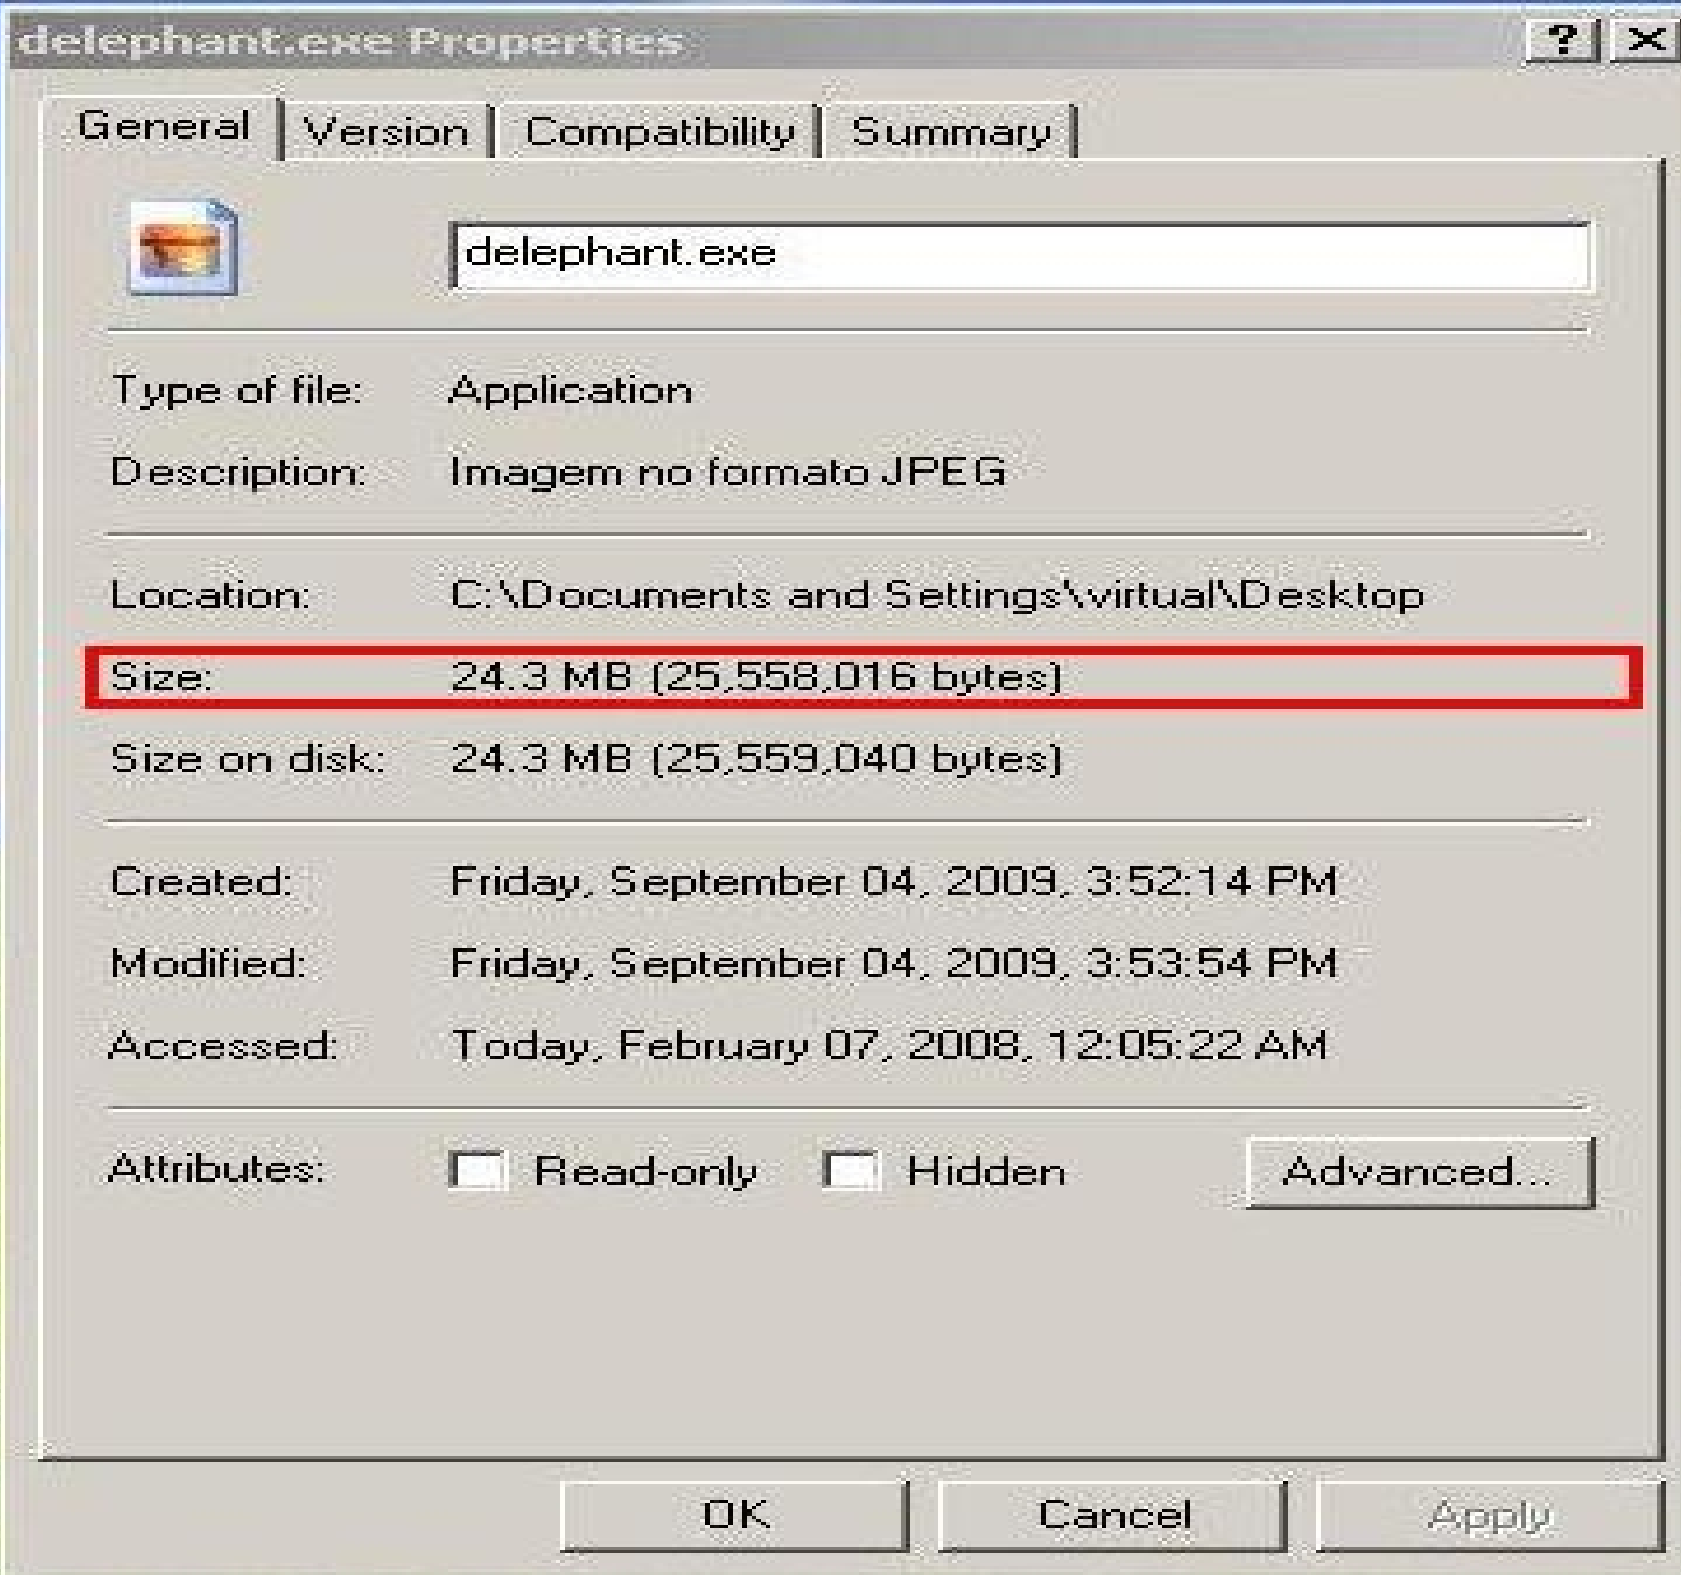 delephant.exe Properties
? X
General Version Compatibility Summary
delephant.exe
Type of file: Application
Description: Imagem no formato JPEG
Location: C:\Documents and Settings\virtual\Desktop
Size: 24.3 MB (25,558,016 bytes)
Size on disk: 24.3 MB (25,559,040 bytes)
Created: Friday, September 04, 2009, 3:52:14 PM
Modified: Friday, September 04, 2009, 3:53:54 PM
Accessed: Today, February 07, 2008, 12:05:22 AM
Attributes: Read-only Hidden Advanced...
OK Cancel Apply